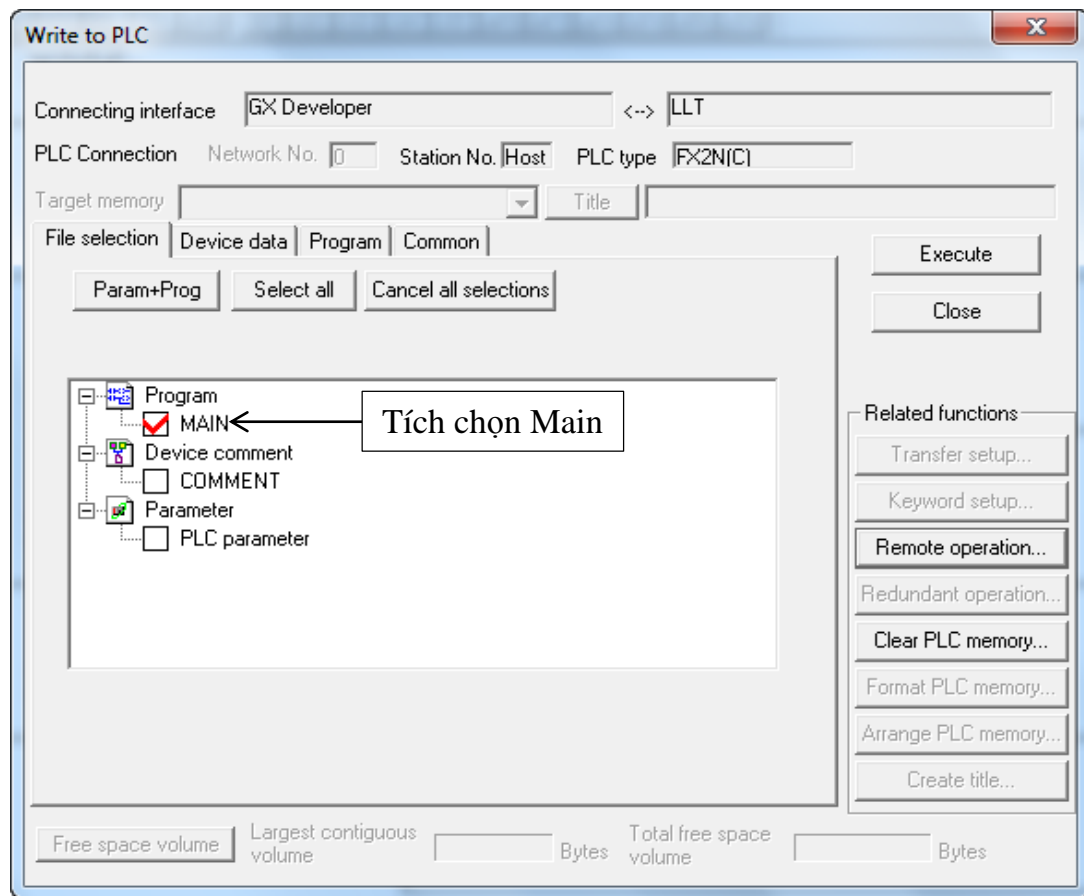 Write to PLC
Connecting interface GX Developer <--> LLT
PLC Connection Network No. 0 Station No. Host PLC type FX2N(C)
Target memory Title
File selection Device data Program Common
Execute
Param+Prog Select all Cancel all selections
Close
Program
MAIN Tích chọn Main
Device comment
COMMENT
Parameter
PLC parameter
Related functions
Transfer setup...
Keyword setup...
Remote operation...
Redundant operation...
Clear PLC memory...
Format PLC memory...
Arrange PLC memory...
Create title...
Free space volume Largest contiguous volume Bytes Total free space volume Bytes